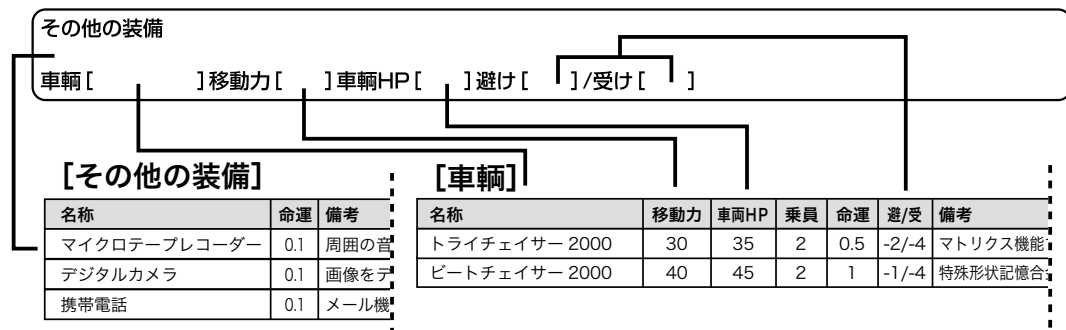 その他の装備
車輌[ ]移動力[ ]車輌HP[ ]避け[ ]/受け[ ]
[その他の装備]
名称 命運 備考
マイクロテープレコーダー 0.1 周囲の音
デジタルカメラ 0.1 画像をデ
携帯電話 0.1 メール機
[車輌]
名称 移動力 車両HP 乗員 命運 避/受 備考
トライチェイサー 2000 30 35 2 0.5 -2/-4 マトリクス機能
ビートチェイサー 2000 40 45 2 1 -1/-4 特殊形状記憶合